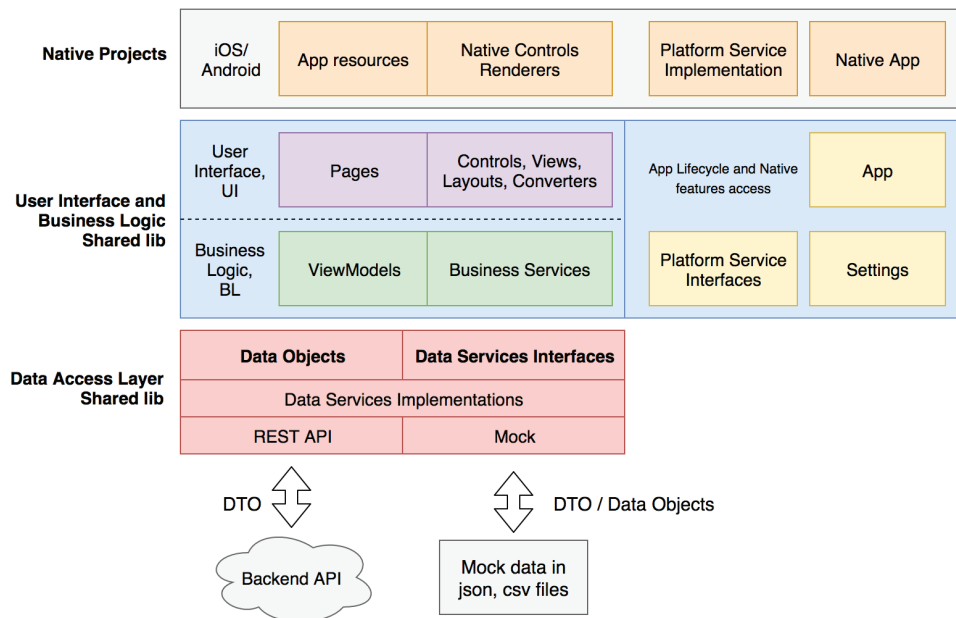 Native Projects
iOS/
Android
App resources
Native Controls
Renderers
Platform Service
Implementation
Native App
User Interface and
Business Logic
Shared lib
User
Interface,
UI
Pages
Controls, Views,
Layouts, Converters
App Lifecycle and Native
features access
App
Business
Logic,
BL
ViewModels
Business Services
Platform Service
Interfaces
Settings
Data Access Layer
Shared lib
Data Objects
Data Services Interfaces
Data Services Implementations
REST API
Mock
DTO
DTO / Data Objects
Backend API
Mock data in
json, csv files